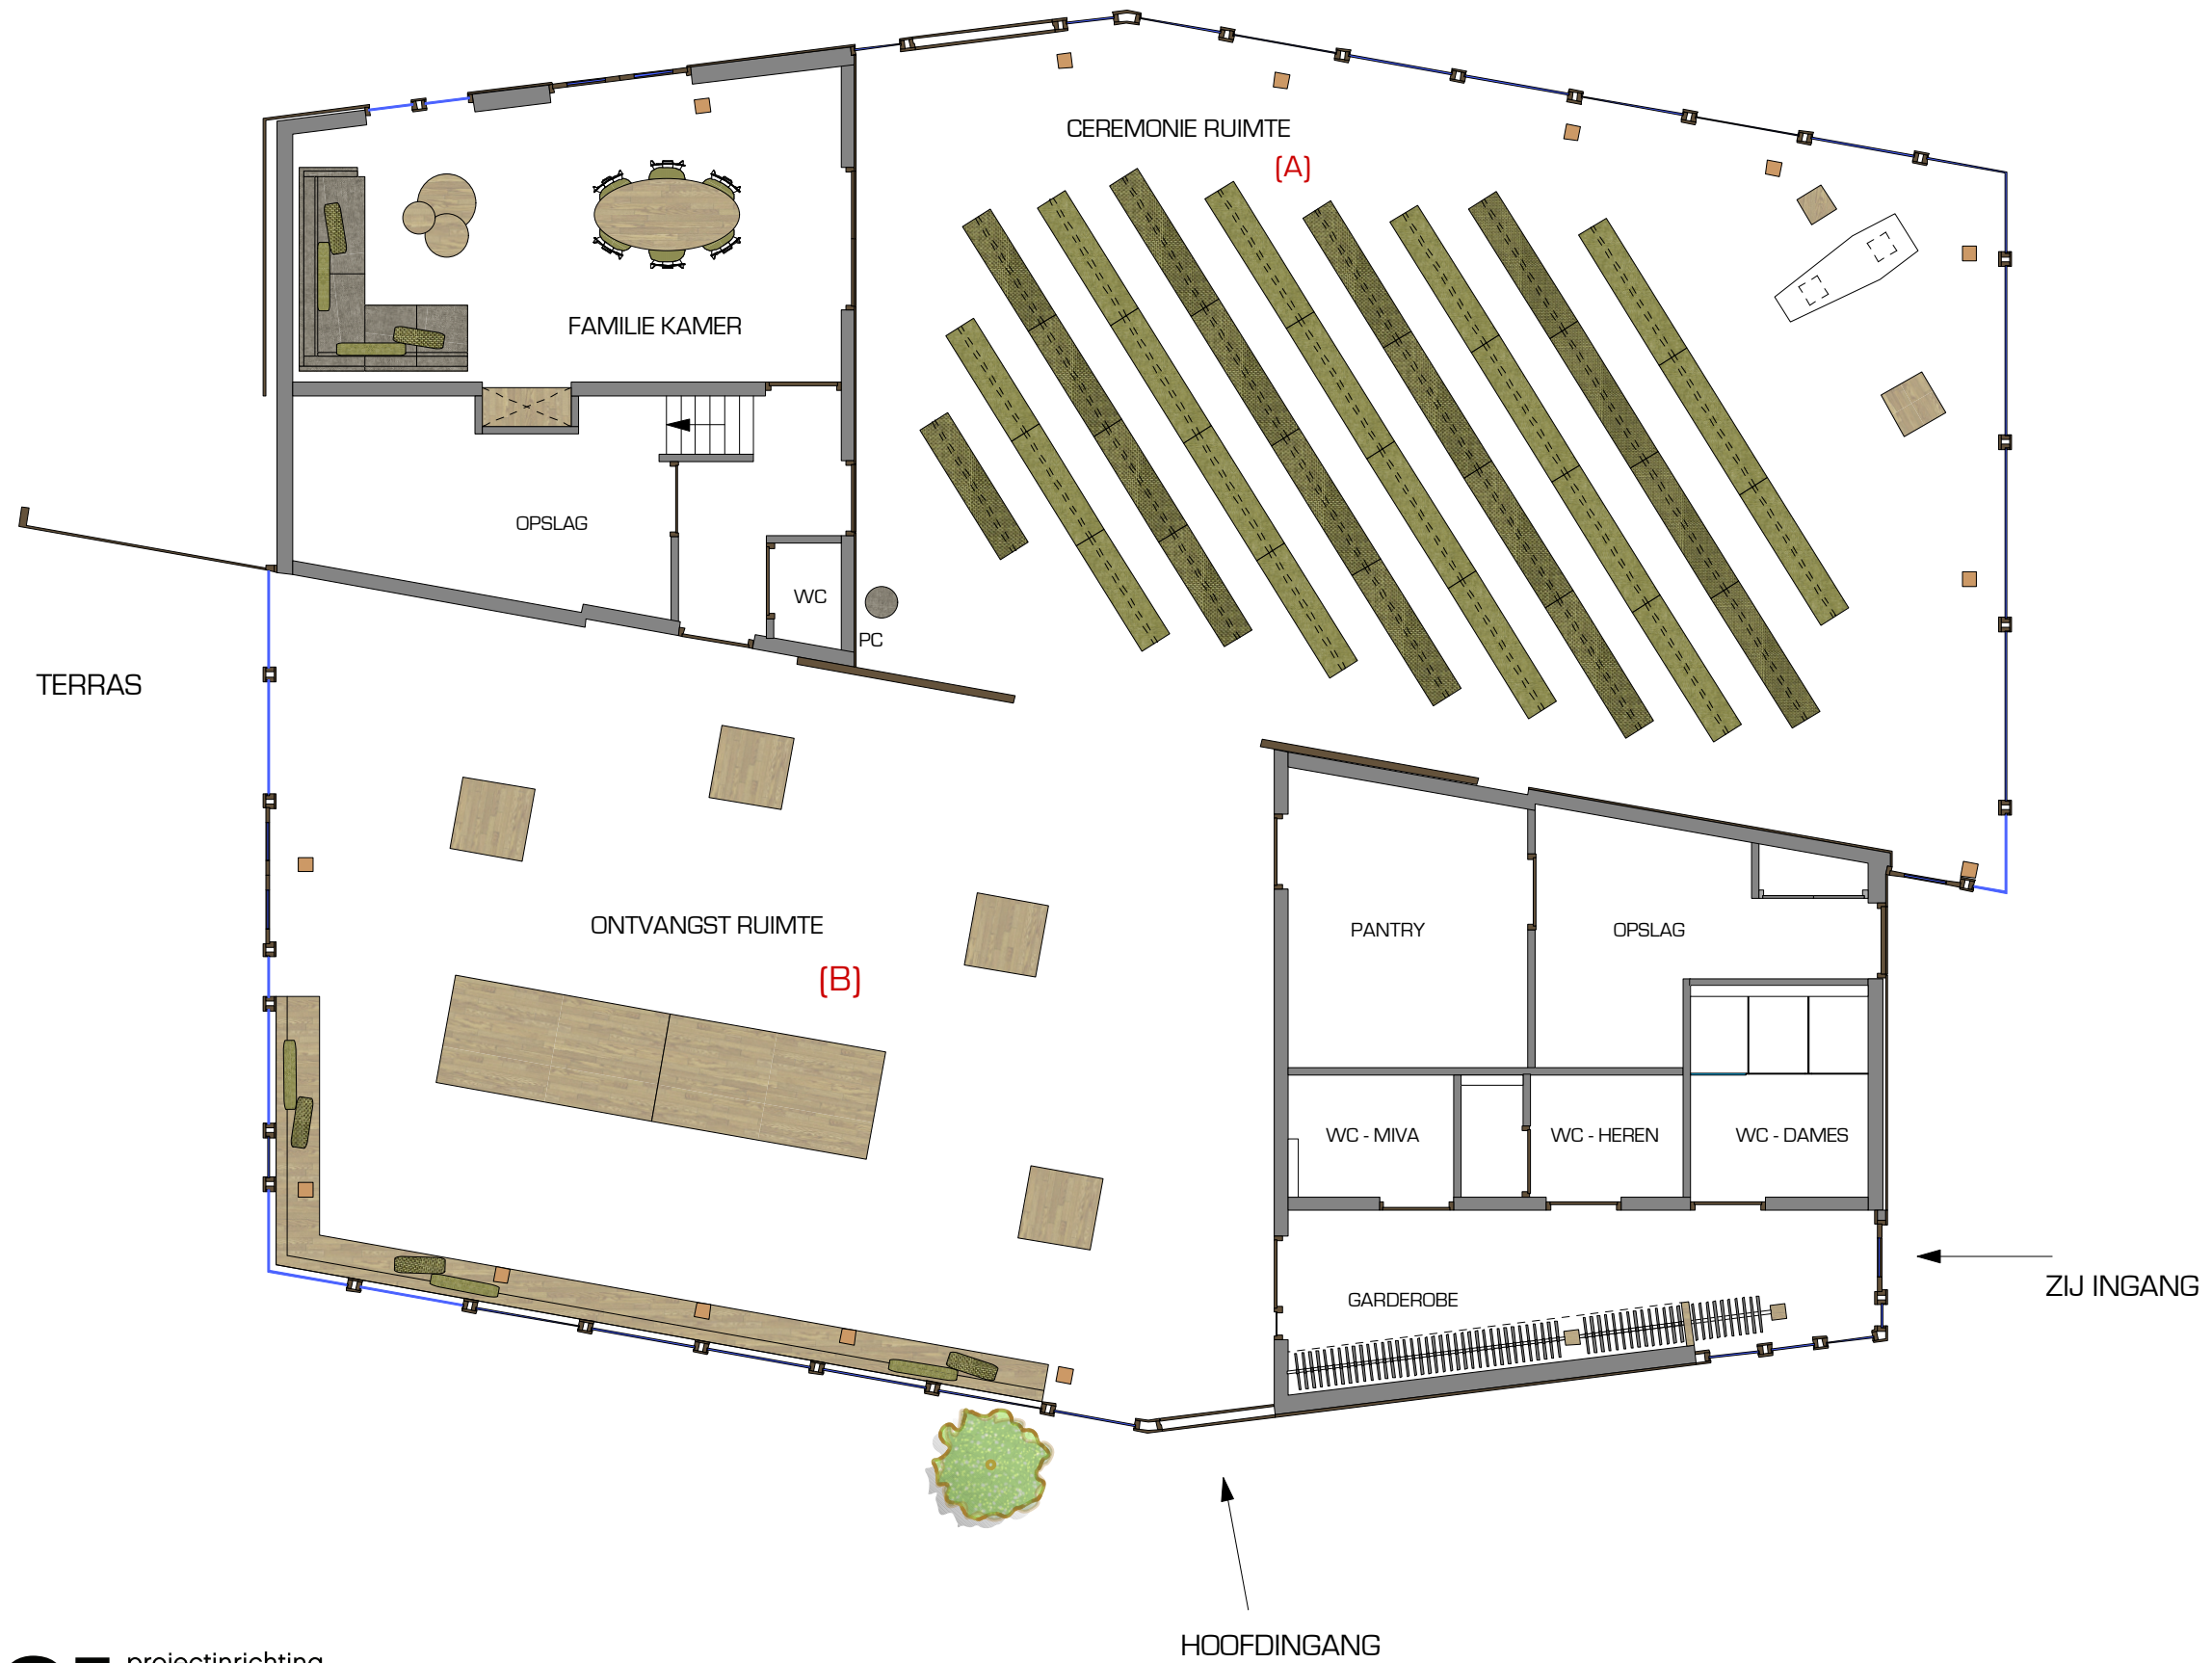 CEREMONIE RUIMTE
(A)
FAMILIE KAMER
OPSLAG
WC
PC
TERRAS
ONTVANGST RUIMTE
(B)
PANTRY
OPSLAG
WC - MIVA
WC - HEREN
WC - DAMES
GARDEROBE
ZIJ INGANG
HOOFDINGANG
projectinrichting